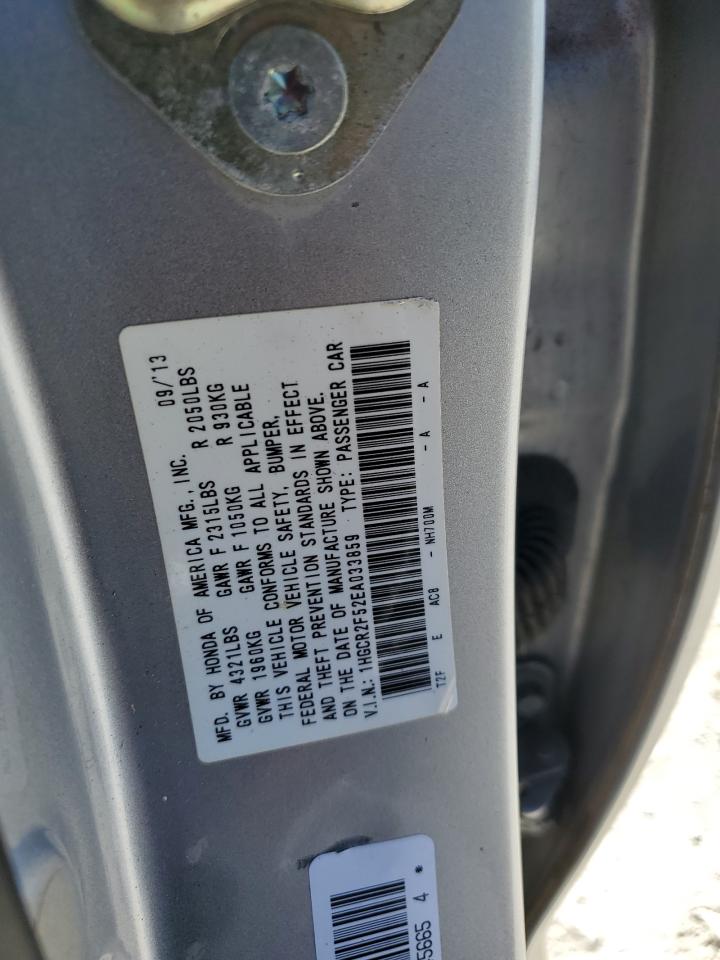 MFD. BY HONDA OF AMERICA MFG., INC. 09/'13
GVWR 4321LBS GAWR F 2315LBS R 2050LBS
GVWR 1960KG GAWR F 1050KG R 930KG
THIS VEHICLE CONFORMS TO ALL APPLICABLE
FEDERAL MOTOR VEHICLE SAFETY, BUMPER,
AND THEFT PREVENTION STANDARDS IN EFFECT
ON THE DATE OF MANUFACTURE SHOWN ABOVE.
V.I.N.: 1HGCR2F52EA033859 TYPE: PASSENGER CAR
T2F E AC8 - NH700M - A - A
5665 4 *